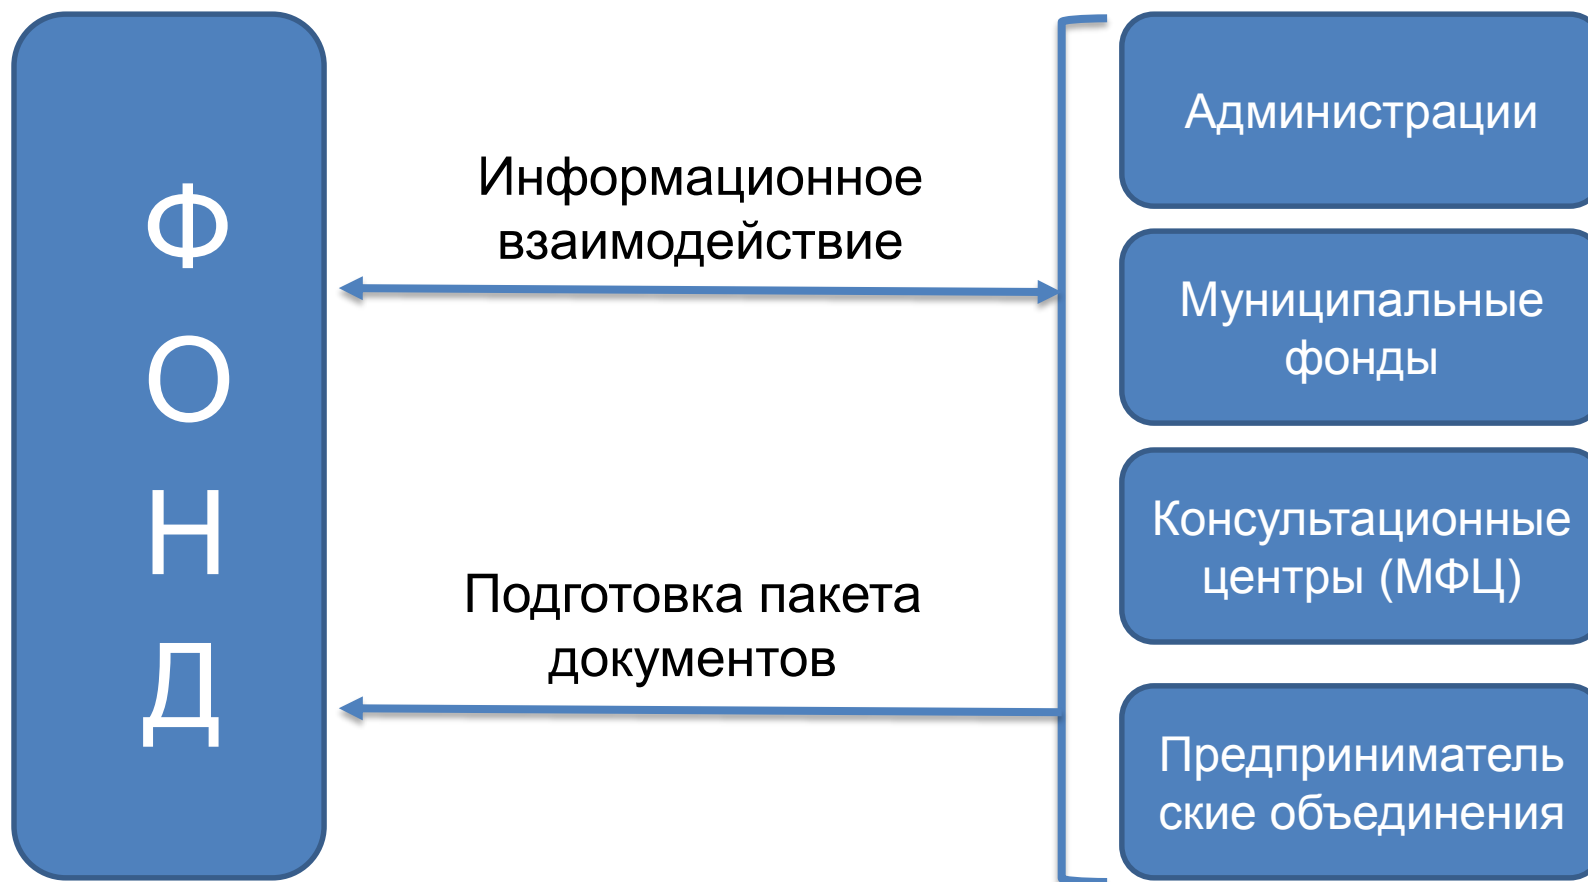 Ф
О
Н
Д
Информационное
взаимодействие
Подготовка пакета
документов
Администрации
Муниципальные
фонды
Консультационные
центры (МФЦ)
Предприниматель
ские объединения